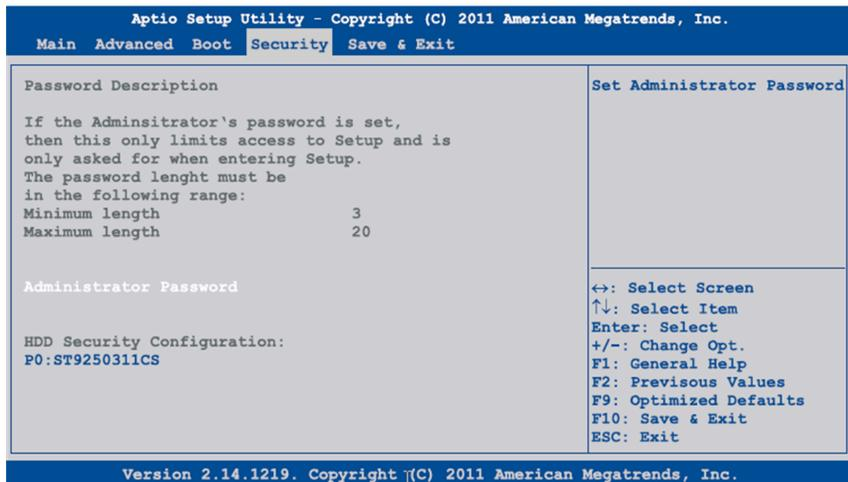 Aptio Setup Utility - Copyright (C) 2011 American Megatrends, Inc.
Main Advanced Boot Security Save & Exit
Password Description
If the Adminsitrator`s password is set,
then this only limits access to Setup and is
only asked for when entering Setup.
The password lenght must be
in the following range:
Minimum length 3
Maximum length 20
Administrator Password
HDD Security Configuration:
P0:ST9250311CS
Set Administrator Password
↔: Select Screen
↑↓: Select Item
Enter: Select
+/-: Change Opt.
F1: General Help
F2: Previsous Values
F9: Optimized Defaults
F10: Save & Exit
ESC: Exit
Version 2.14.1219. Copyright (C) 2011 American Megatrends, Inc.